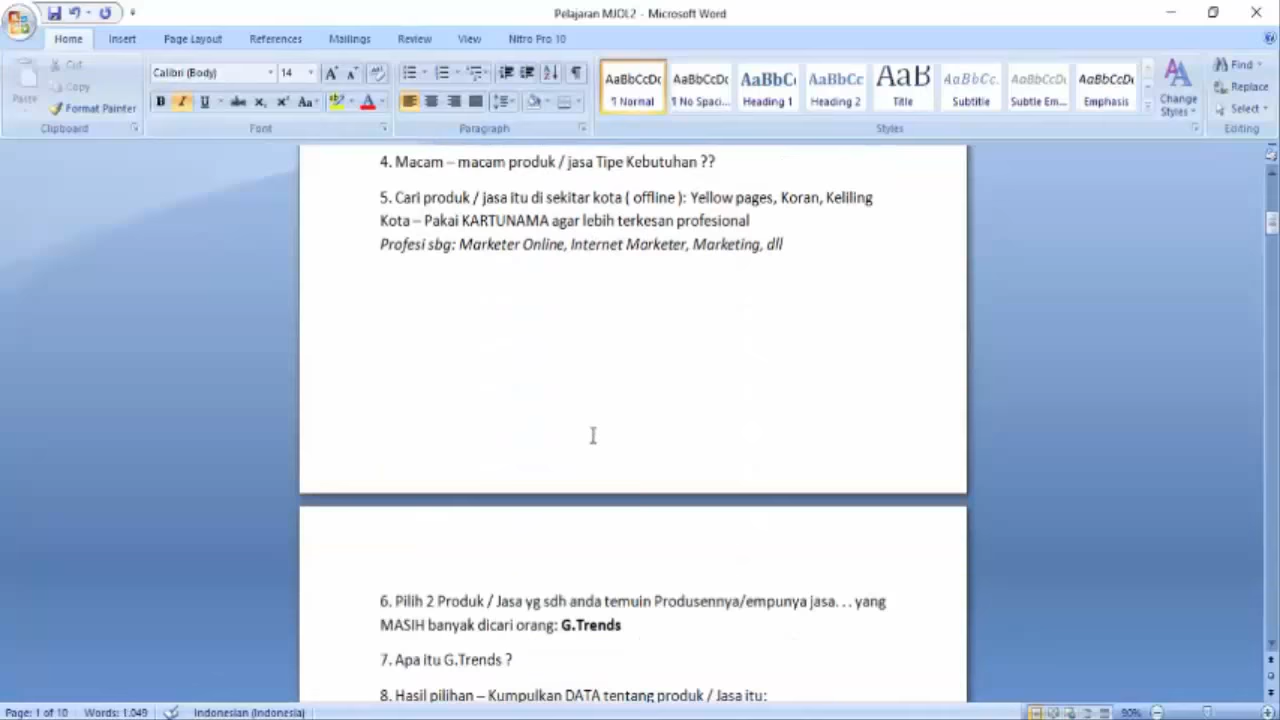 Pelajaran MJOL2 - Microsoft Word
Home Insert Page Layout References Mailings Review View Nitro Pro 10
Paste
Cut
Copy
Format Painter
Clipboard
Calibri (Body) 14
Font
Paragraph
AaBbCcDc AaBbCcDc AaBbC AaBbCc AaB AaBbCc. AaBbCcDc AaBbCcDc
¶ Normal ¶ No Spaci... Heading 1 Heading 2 Title Subtitle Subtle Em... Emphasis
Change Styles
Styles
Find
Replace
Select
Editing
4. Macam – macam produk / jasa Tipe Kebutuhan ??
5. Cari produk / jasa itu di sekitar kota ( offline ): Yellow pages, Koran, Keliling
Kota – Pakai KARTUNAMA agar lebih terkesan profesional
Profesi sbg: Marketer Online, Internet Marketer, Marketing, dll
6. Pilih 2 Produk / Jasa yg sdh anda temuin Produsennya/empunya jasa. . . yang
MASIH banyak dicari orang: G.Trends
7. Apa itu G.Trends ?
8. Hasil pilihan – Kumpulkan DATA tentang produk / Jasa itu:
Page: 1 of 10 Words: 1.049 Indonesian (Indonesia) 90%